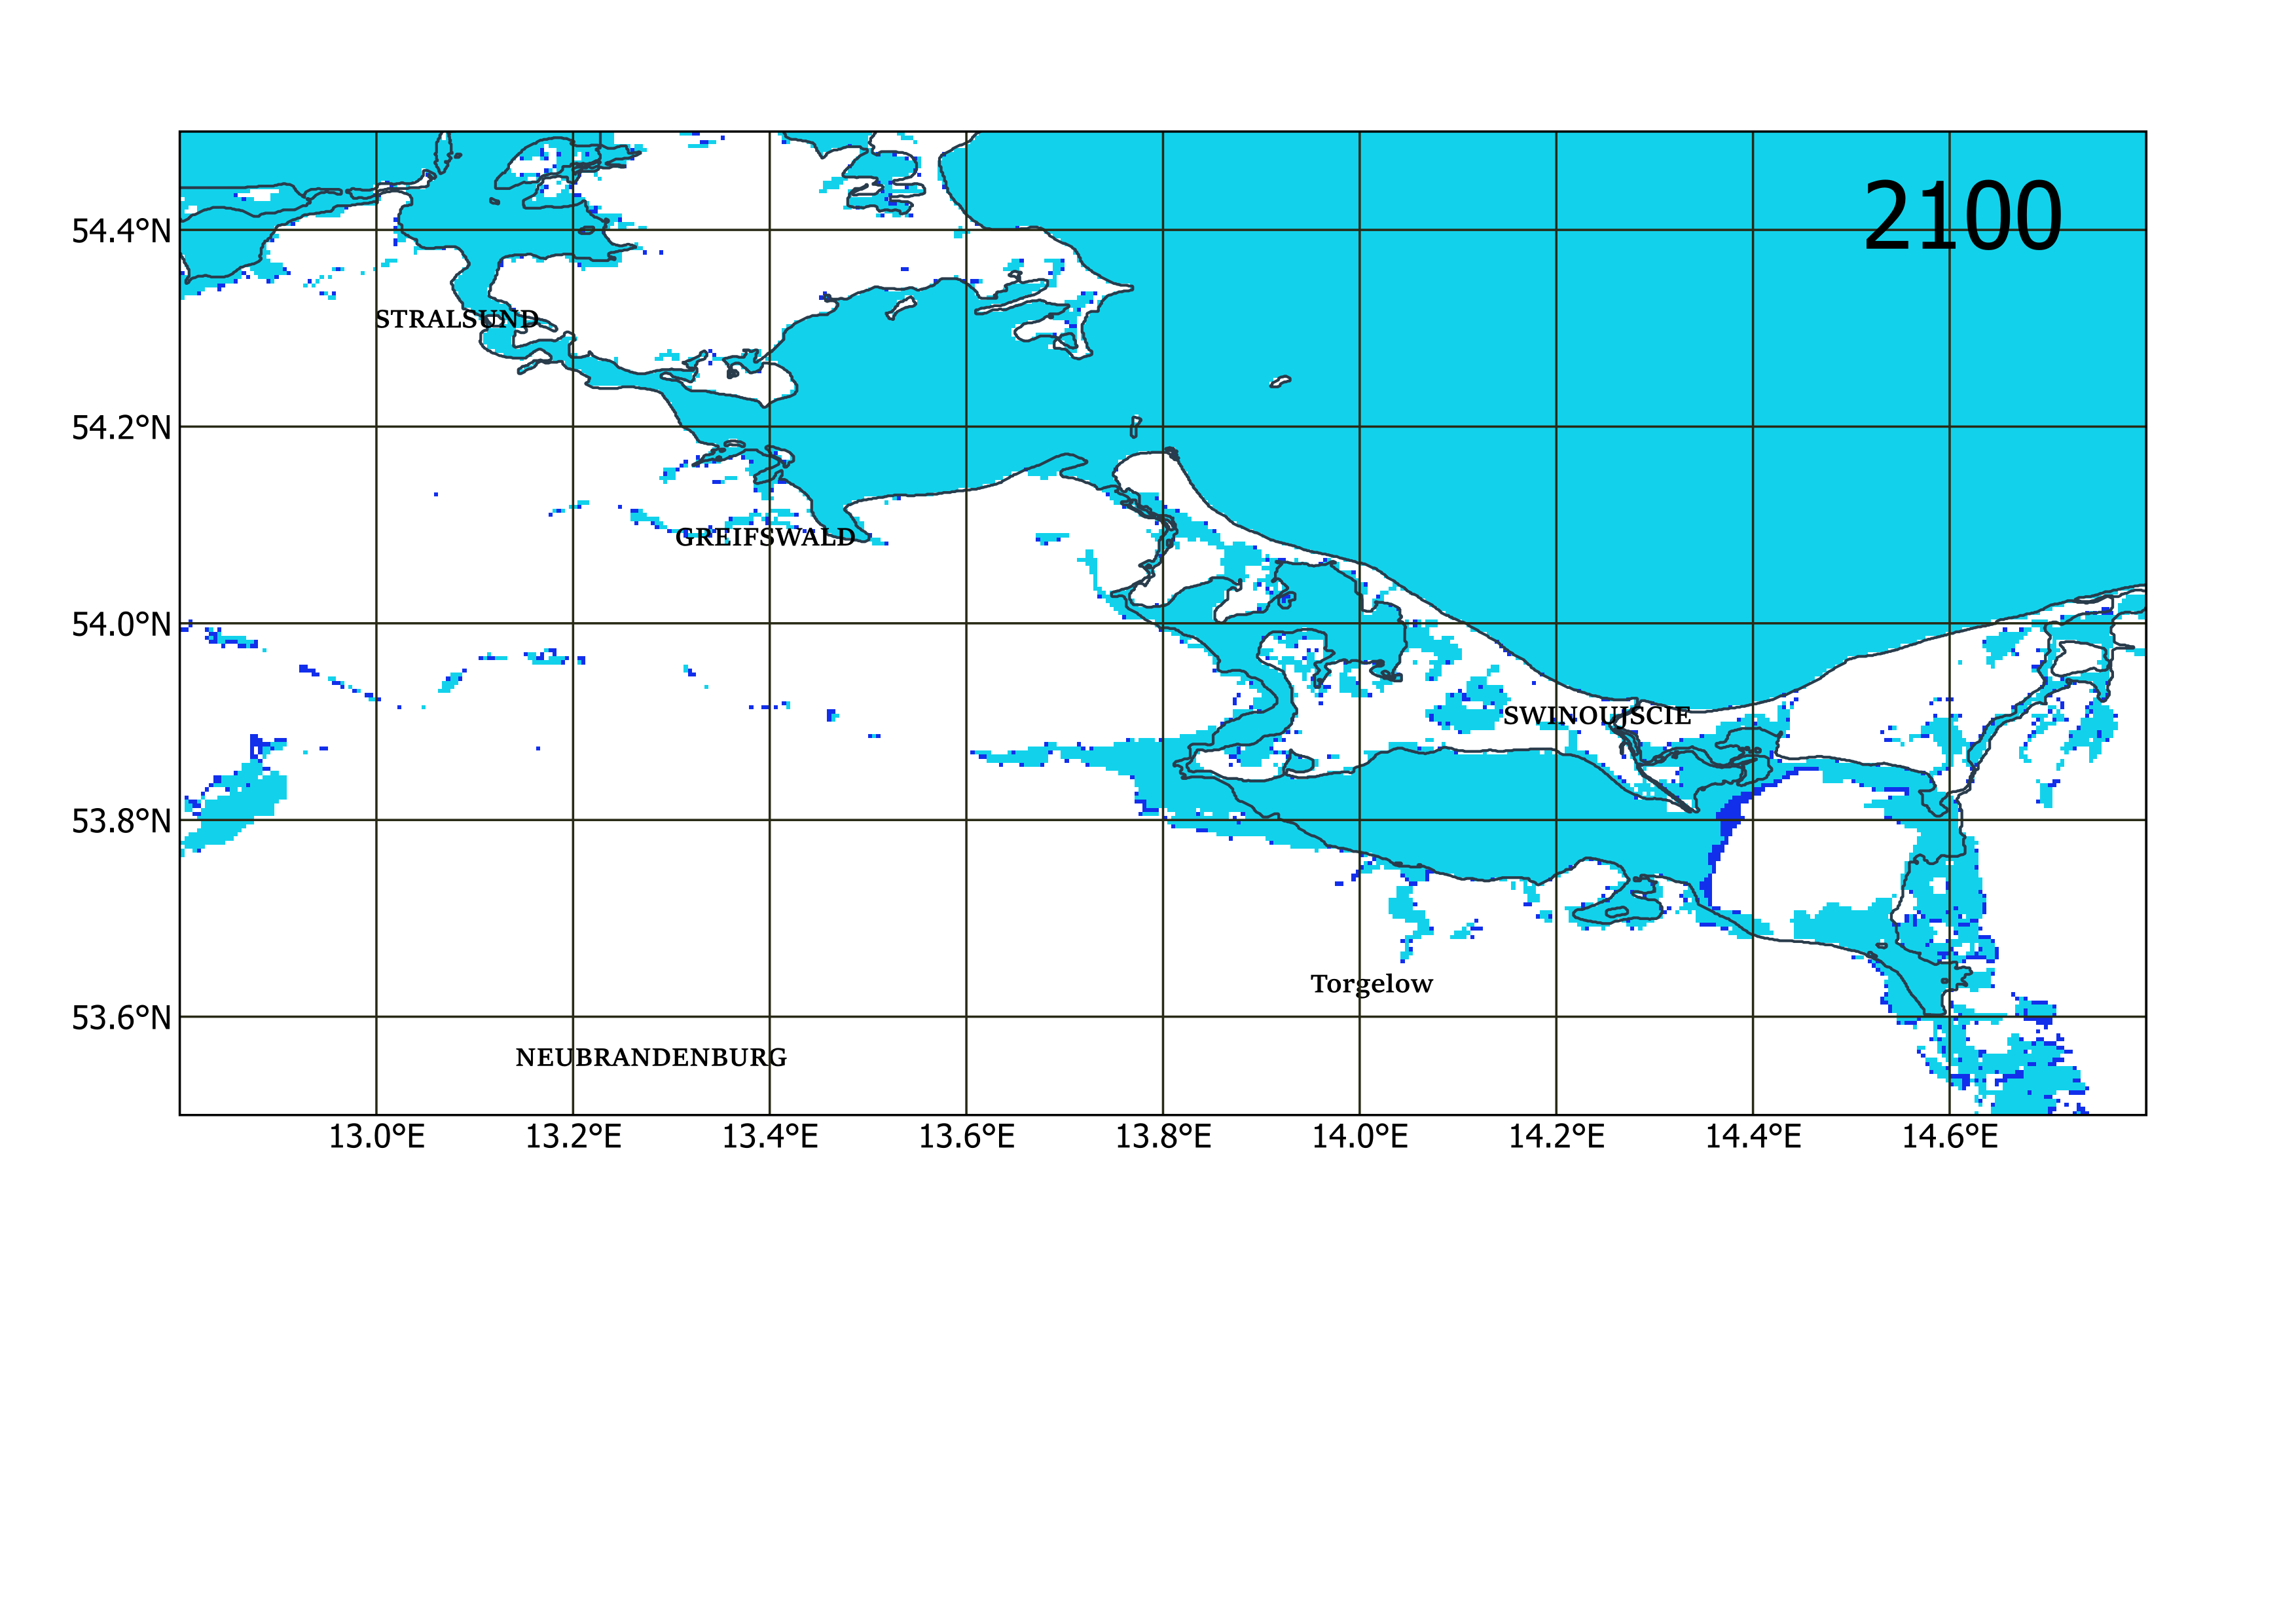 2100
54.4°N
STRALSUND
54.2°N
GREIFSWALD
54.0°N
SWINOUJSCIE
53.8°N
Torgelow
53.6°N
NEUBRANDENBURG
13.0°E 13.2°E 13.4°E 13.6°E 13.8°E 14.0°E 14.2°E 14.4°E 14.6°E